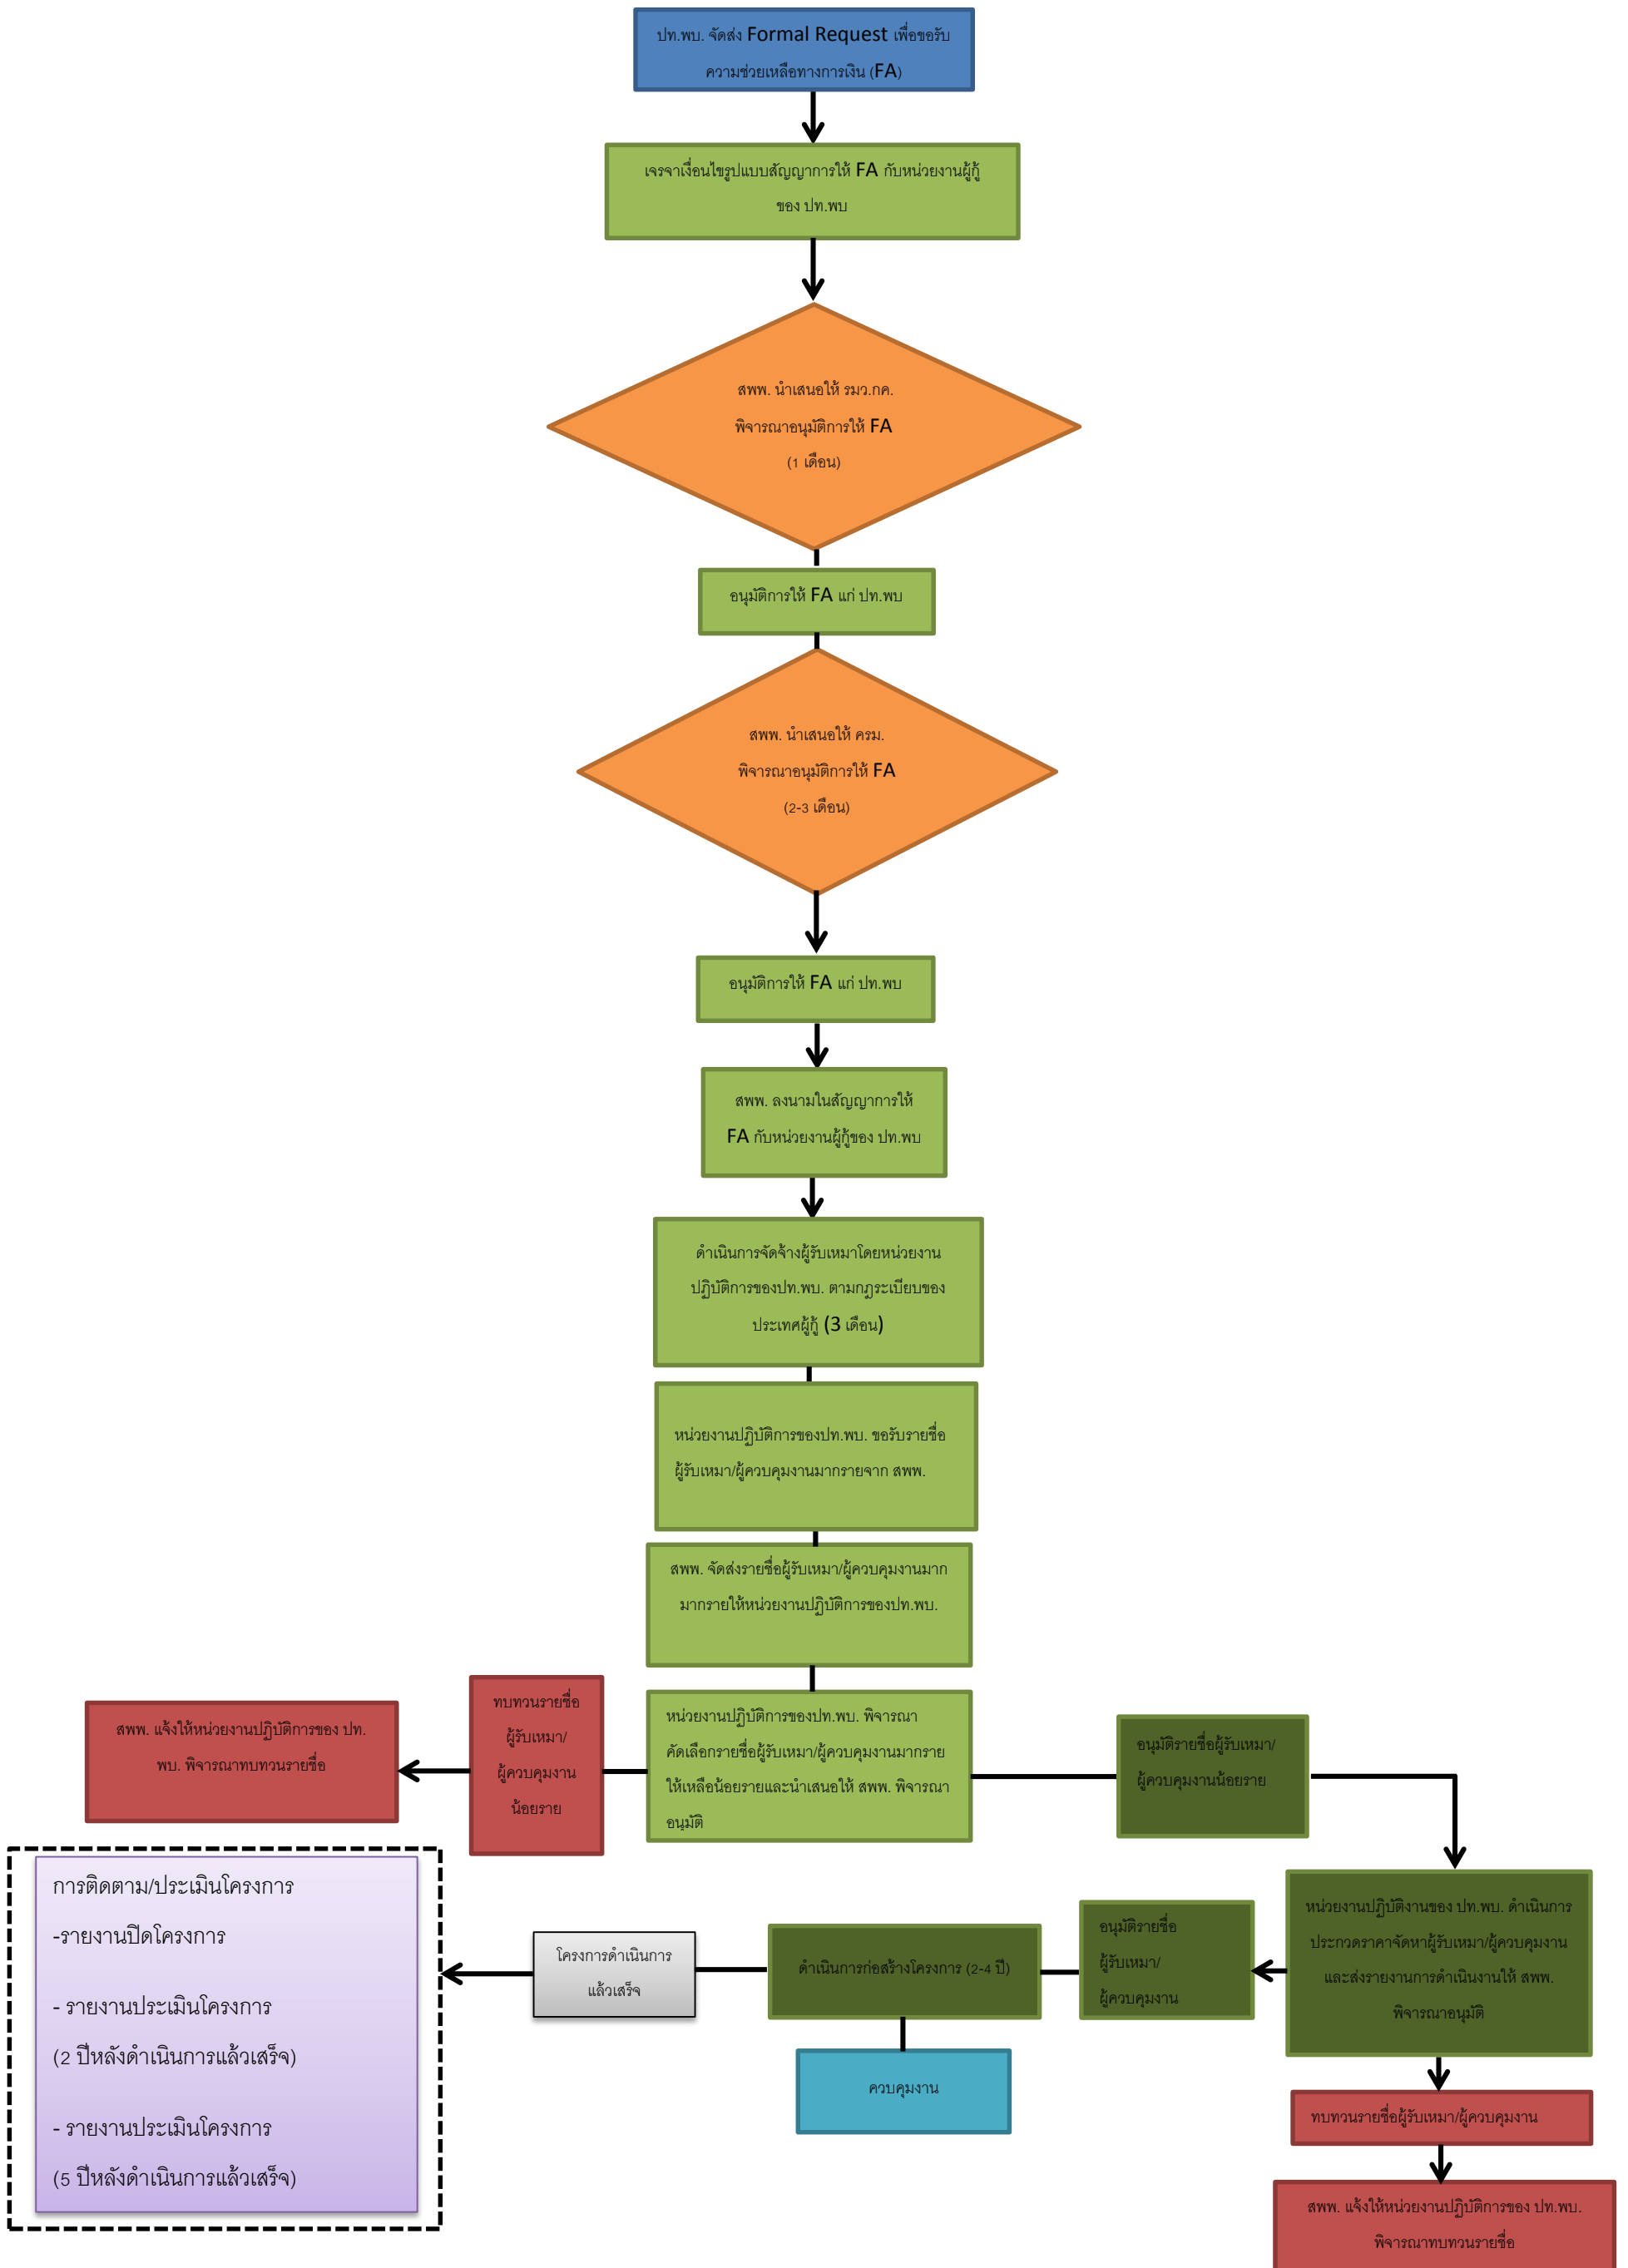 ปท.พบ. จัดส่ง Formal Request เพื่อขอรับ
ความช่วยเหลือทางการเงิน (FA)
เจรจาเงื่อนไขรูปแบบสัญญาการให้ FA กับหน่วยงานผู้กู้
ของ ปท.พบ
สพพ. นำเสนอให้ รมว.กค.
พิจารณาอนุมัติการให้ FA
(1 เดือน)
อนุมัติการให้ FA แก่ ปท.พบ
สพพ. นำเสนอให้ ครม.
พิจารณาอนุมัติการให้ FA
(2-3 เดือน)
อนุมัติการให้ FA แก่ ปท.พบ
สพพ. ลงนามในสัญญาการให้
FA กับหน่วยงานผู้กู้ของ ปท.พบ
ดำเนินการจัดจ้างผู้รับเหมาโดยหน่วยงาน
ปฏิบัติการของปท.พบ. ตามกฎระเบียบของ
ประเทศผู้กู้ (3 เดือน)
หน่วยงานปฏิบัติการของปท.พบ. ขอรับรายชื่อ
ผู้รับเหมา/ผู้ควบคุมงานมากรายจาก สพพ.
สพพ. จัดส่งรายชื่อผู้รับเหมา/ผู้ควบคุมงานมาก
มากรายให้หน่วยงานปฏิบัติการของปท.พบ.
หน่วยงานปฏิบัติการของปท.พบ. พิจารณา
คัดเลือกรายชื่อผู้รับเหมา/ผู้ควบคุมงานมากราย
ให้เหลือน้อยรายและนำเสนอให้ สพพ. พิจารณา
อนุมัติ
ทบทวนรายชื่อ
ผู้รับเหมา/
ผู้ควบคุมงาน
น้อยราย
สพพ. แจ้งให้หน่วยงานปฏิบัติการของ ปท.
พบ. พิจารณาทบทวนรายชื่อ
อนุมัติรายชื่อผู้รับเหมา/
ผู้ควบคุมงานน้อยราย
หน่วยงานปฏิบัติงานของ ปท.พบ. ดำเนินการ
ประกวดราคาจัดหาผู้รับเหมา/ผู้ควบคุมงาน
และส่งรายงานการดำเนินงานให้ สพพ.
พิจารณาอนุมัติ
อนุมัติรายชื่อ
ผู้รับเหมา/
ผู้ควบคุมงาน
ดำเนินการก่อสร้างโครงการ (2-4 ปี)
ควบคุมงาน
โครงการดำเนินการ
แล้วเสร็จ
การติดตาม/ประเมินโครงการ
-รายงานปิดโครงการ
- รายงานประเมินโครงการ
(2 ปีหลังดำเนินการแล้วเสร็จ)
- รายงานประเมินโครงการ
(5 ปีหลังดำเนินการแล้วเสร็จ)
ทบทวนรายชื่อผู้รับเหมา/ผู้ควบคุมงาน
สพพ. แจ้งให้หน่วยงานปฏิบัติการของ ปท.พบ.
พิจารณาทบทวนรายชื่อ